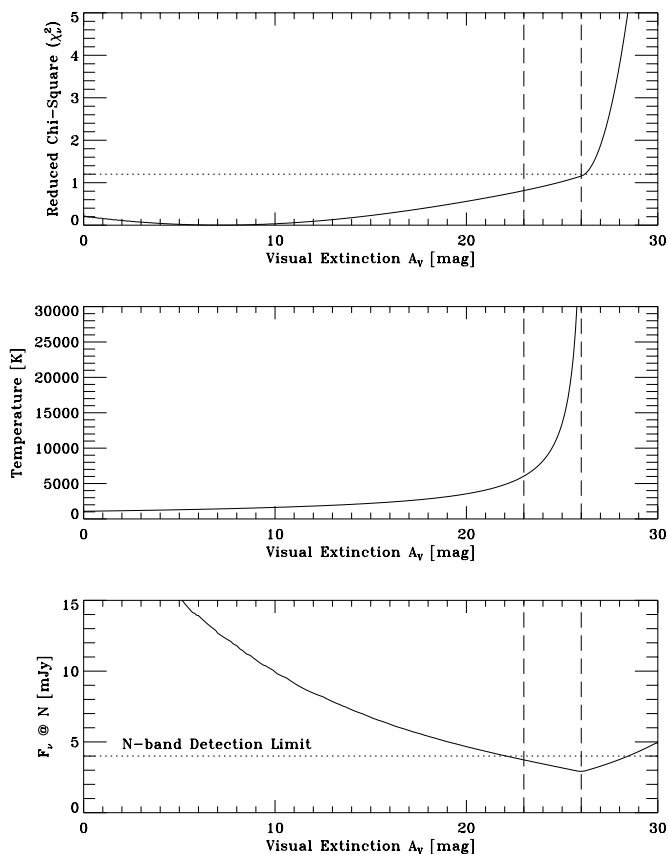 Reduced Chi-Square (χ²ᵥ)
5
4
3
2
1
0
0 10 20 30
Visual Extinction Aᵥ [mag]
Temperature [K]
30000
25000
20000
15000
10000
5000
0
0 10 20 30
Visual Extinction Aᵥ [mag]
F_ν @ N [mJy]
15
10
5
0
N-band Detection Limit
0 10 20 30
Visual Extinction Aᵥ [mag]